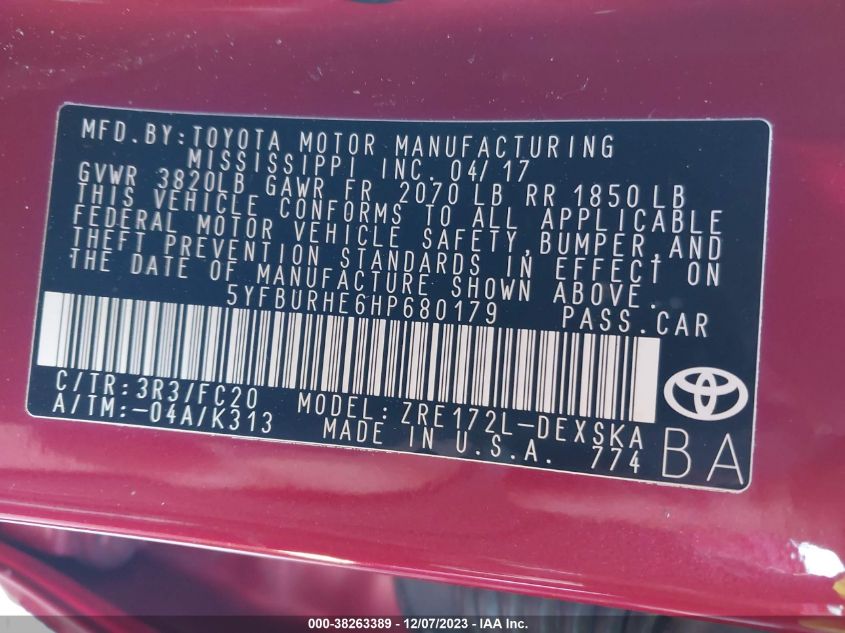 MFD.BY:TOYOTA MOTOR MANUFACTURING
MISSISSIPPI INC. 04/17
GVWR 3820LB GAWR FR 2070 LB RR 1850 LB
THIS VEHICLE CONFORMS TO ALL APPLICABLE
FEDERAL MOTOR VEHICLE SAFETY,BUMPER,AND
THEFT PREVENTION STANDARDS IN EFFECT ON
THE DATE OF MANUFACTURE SHOWN ABOVE.
5YFBURHE6HP680179 PASS.CAR
C/TR:3R3/FC20 MODEL: ZRE172L-DEXSKA
A/TM:-04A/K313 MADE IN U.S.A. 774
BA
000-38263389 - 12/07/2023 - IAA Inc.